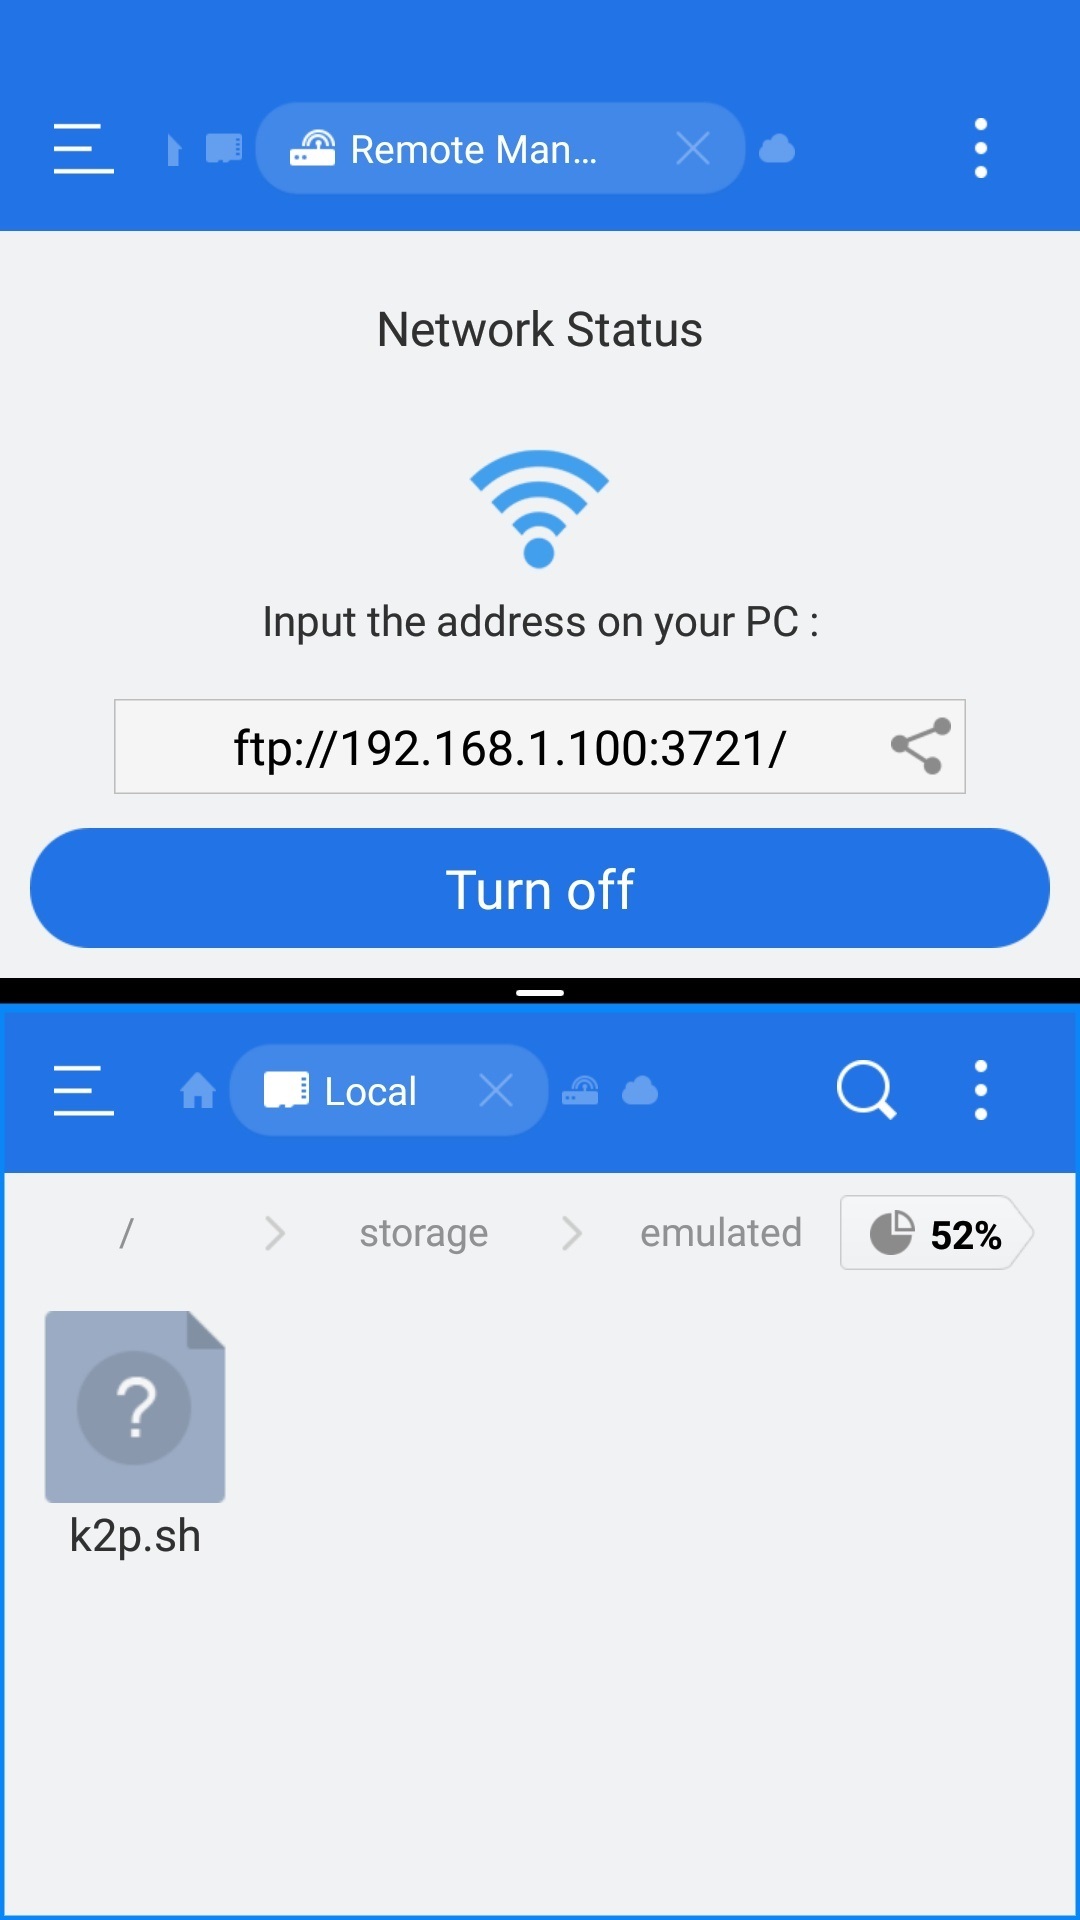 Remote Man...
Network Status
Input the address on your PC :
ftp://192.168.1.100:3721/
Turn off
Local
/ storage emulated 52%
?
k2p.sh